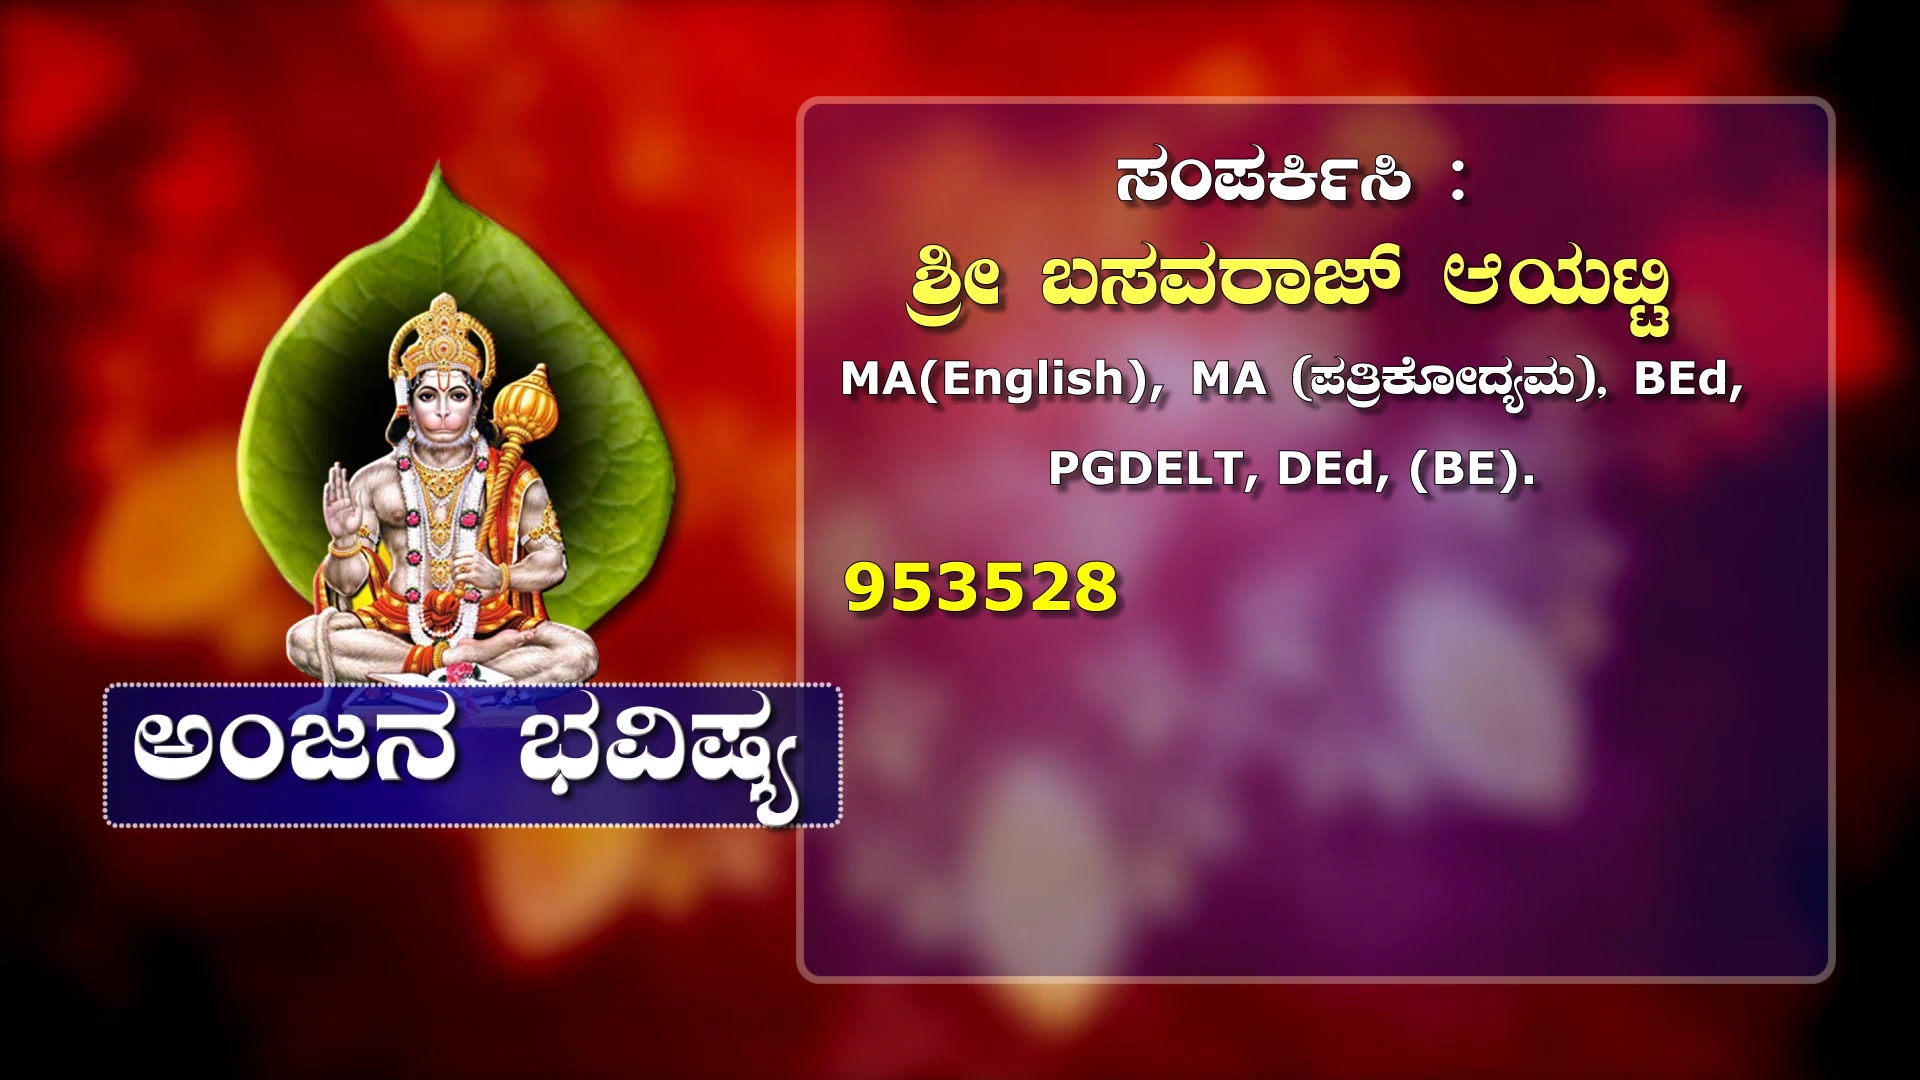 ಸಂಪರ್ಕಿಸಿ :
ಶ್ರೀ ಬಸವರಾಜ್ ಆಯಟ್ಟಿ
MA(English), MA (ಪತ್ರಿಕೋದ್ಯಮ), BEd,
PGDELT, DEd, (BE).
953528
ಅಂಜನ ಭವಿಷ್ಯ